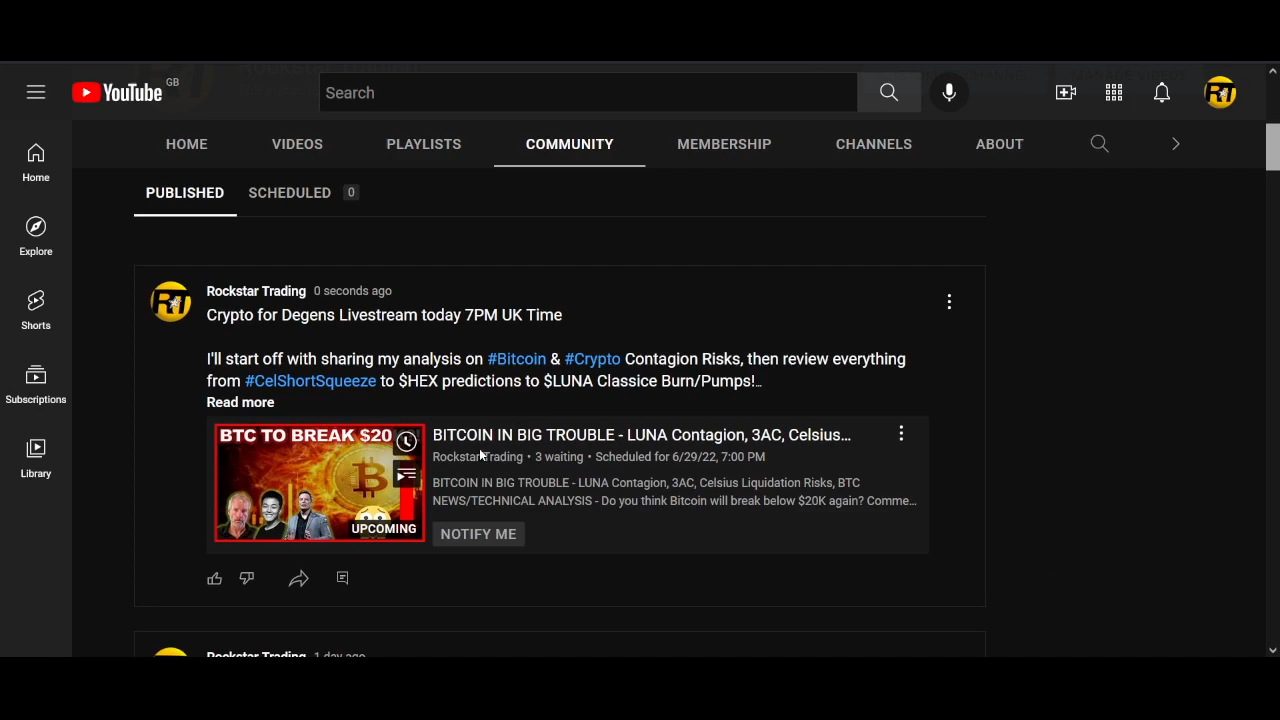 YouTube GB
Search
Home
Explore
Shorts
Subscriptions
Library
HOME VIDEOS PLAYLISTS COMMUNITY MEMBERSHIP CHANNELS ABOUT
PUBLISHED SCHEDULED 0
RT
Rockstar Trading 0 seconds ago
Crypto for Degens Livestream today 7PM UK Time
I'll start off with sharing my analysis on #Bitcoin & #Crypto Contagion Risks, then review everything
from #CelShortSqueeze to $HEX predictions to $LUNA Classice Burn/Pumps!...
Read more
BTC TO BREAK $20
UPCOMING
BITCOIN IN BIG TROUBLE - LUNA Contagion, 3AC, Celsius...
Rockstar Trading • 3 waiting • Scheduled for 6/29/22, 7:00 PM
BITCOIN IN BIG TROUBLE - LUNA Contagion, 3AC, Celsius Liquidation Risks, BTC
NEWS/TECHNICAL ANALYSIS - Do you think Bitcoin will break below $20K again? Comme...
NOTIFY ME
Rockstar Trading 1 day ago